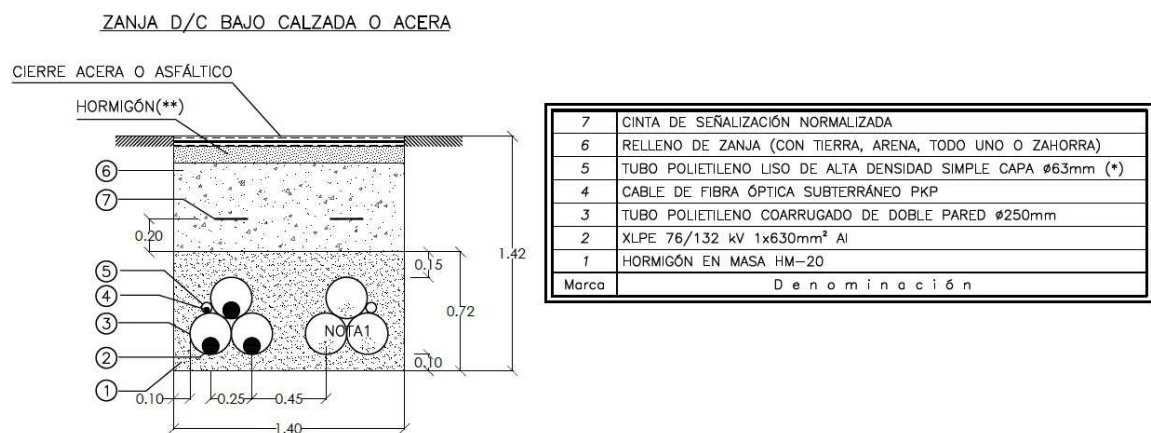 ZANJA D/C BAJO CALZADA O ACERA
CIERRE ACERA O ASFÁLTICO
HORMIGÓN(**)
6
7
0.20
5
4
3
2
1
NOTA1
0.15
0.72
1.42
0.10
0.10
0.25
0.45
1.40
7 CINTA DE SEÑALIZACIÓN NORMALIZADA
6 RELLENO DE ZANJA (CON TIERRA, ARENA, TODO UNO O ZAHORRA)
5 TUBO POLIETILENO LISO DE ALTA DENSIDAD SIMPLE CAPA ø63mm (*)
4 CABLE DE FIBRA ÓPTICA SUBTERRÁNEO PKP
3 TUBO POLIETILENO COARRUGADO DE DOBLE PARED ø250mm
2 XLPE 76/132 kV 1x630mm² Al
1 HORMIGÓN EN MASA HM-20
Marca Denominación